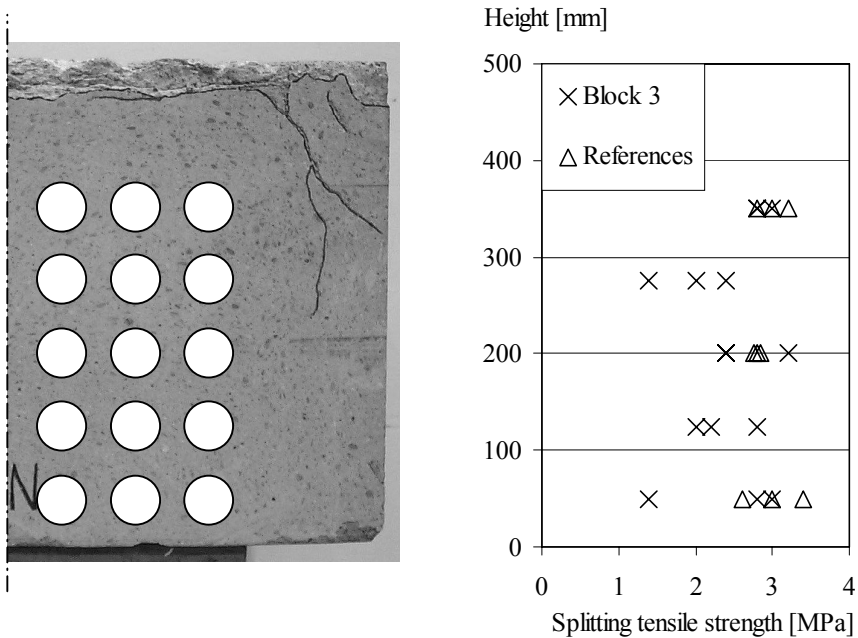 N
Height [mm]
500
400
300
200
100
0
Block 3
References
0 1 2 3 4
Splitting tensile strength [MPa]